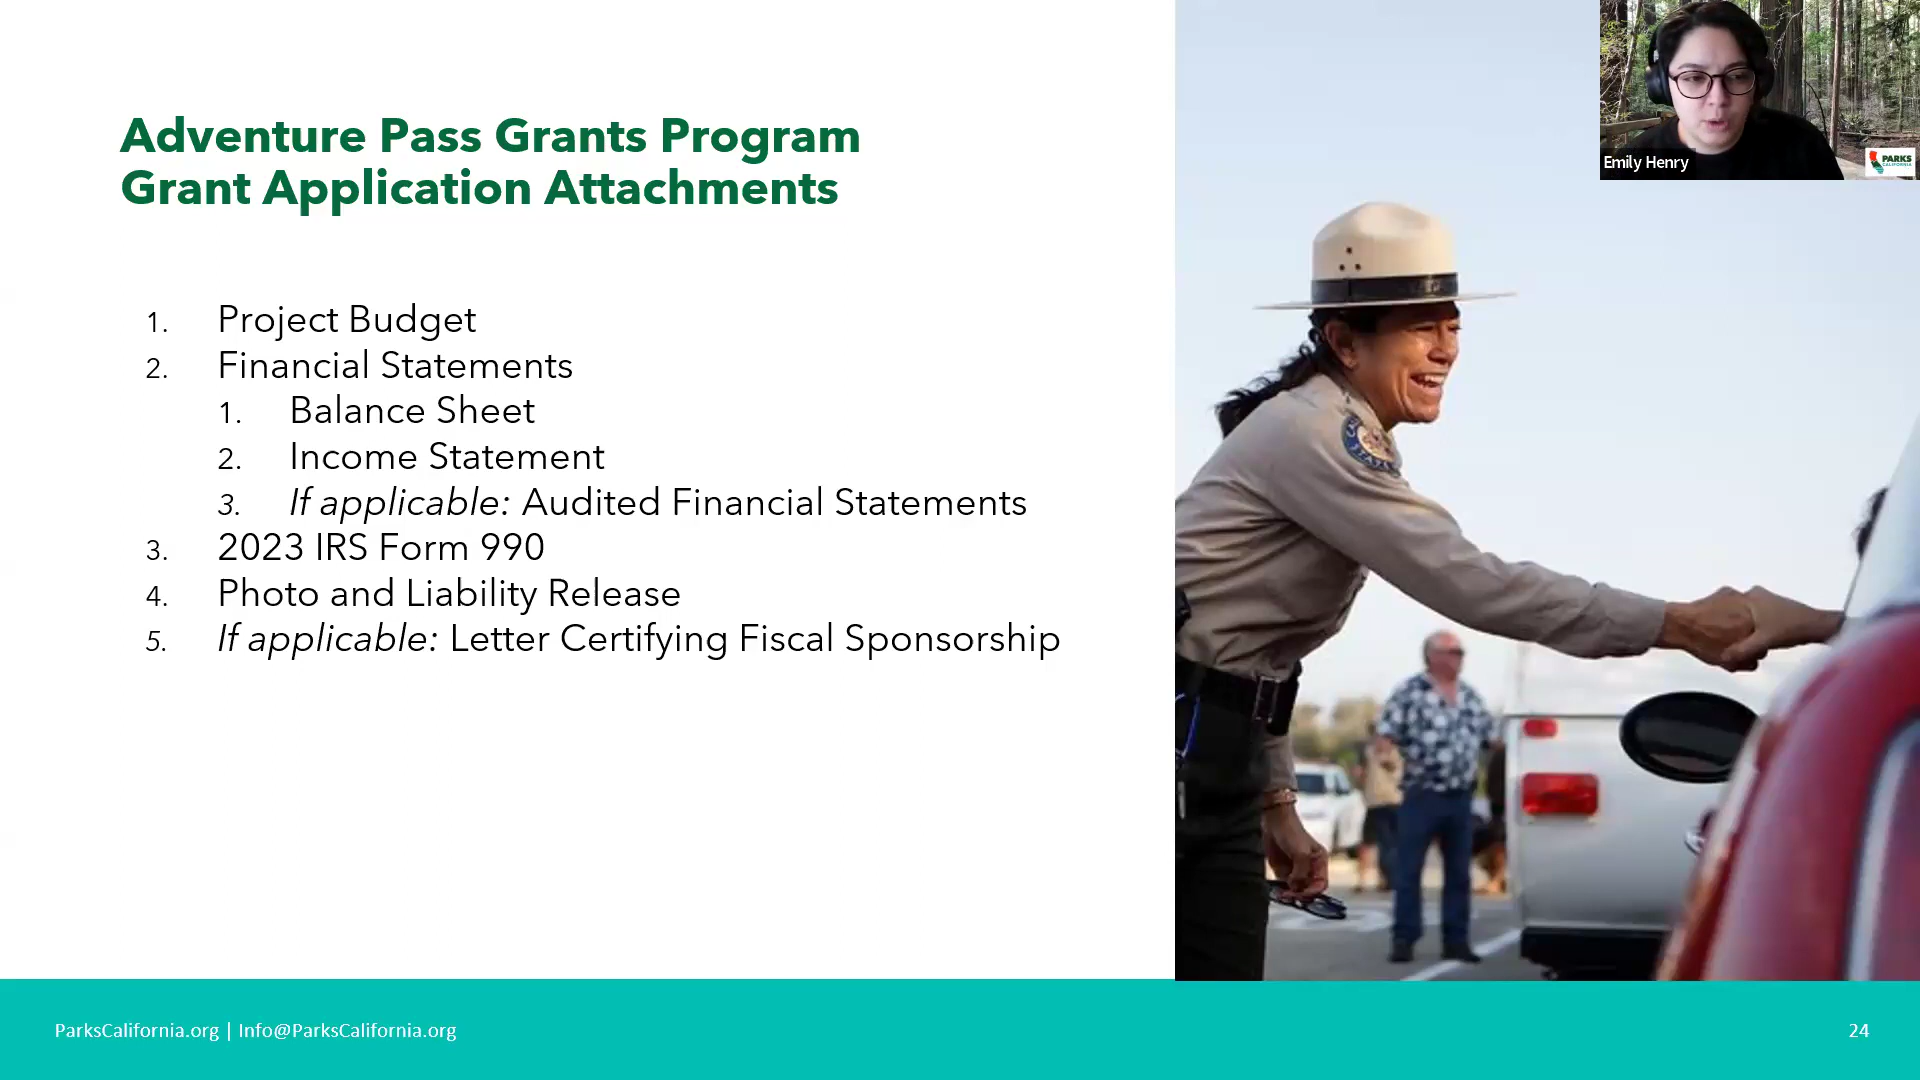 Adventure Pass Grants Program
Grant Application Attachments
1. Project Budget
2. Financial Statements
1. Balance Sheet
2. Income Statement
3. If applicable: Audited Financial Statements
3. 2023 IRS Form 990
4. Photo and Liability Release
5. If applicable: Letter Certifying Fiscal Sponsorship
Emily Henry
PARKS
CALIFORNIA
ParksCalifornia.org | Info@ParksCalifornia.org
24